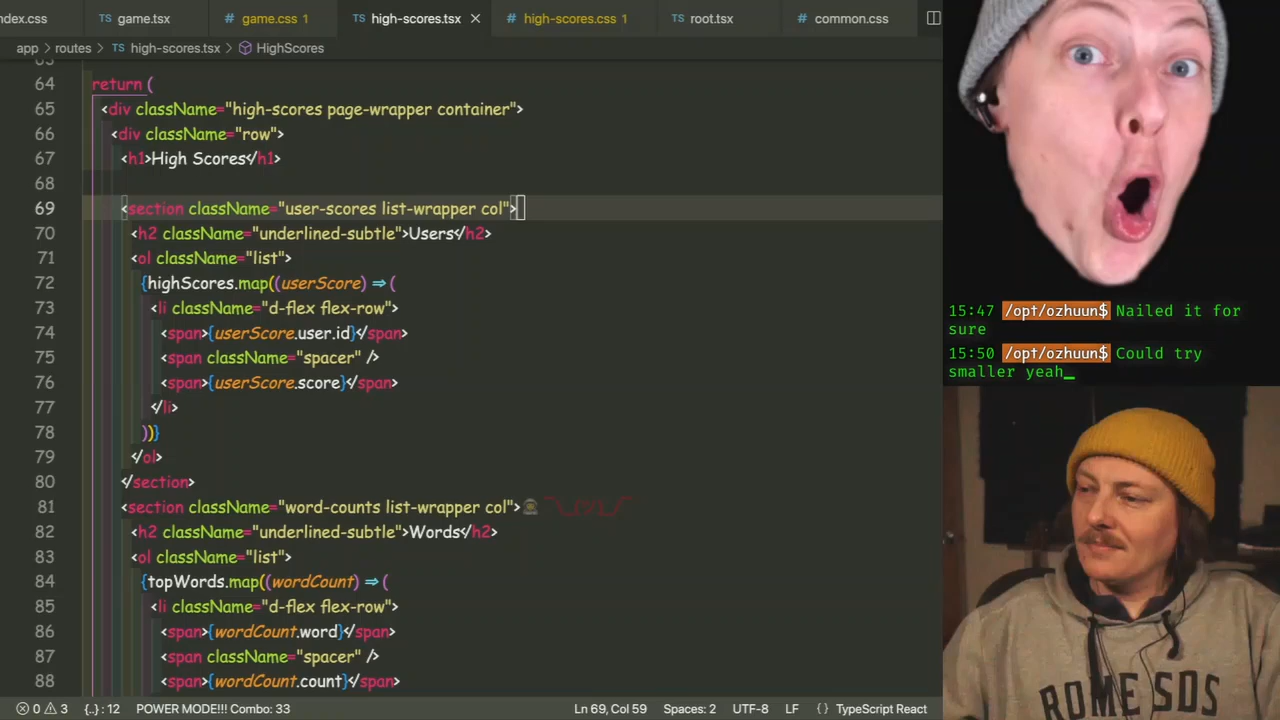 ndex.css TS game.tsx # game.css 1 TS high-scores.tsx × # high-scores.css 1 TS root.tsx # common.css
app › routes › TS high-scores.tsx › HighScores
64 return (
65 <div className="high-scores page-wrapper container">
66 <div className="row">
67 <h1>High Scores</h1>
68
69 <section className="user-scores list-wrapper col">
70 <h2 className="underlined-subtle">Users</h2>
71 <ol className="list">
72 {highScores.map((userScore) => (
73 <li className="d-flex flex-row">
74 <span>{userScore.user.id}</span>
75 <span className="spacer" />
76 <span>{userScore.score}</span>
77 </li>
78 ))}
79 </ol>
80 </section>
81 <section className="word-counts list-wrapper col">
82 <h2 className="underlined-subtle">Words</h2>
83 <ol className="list">
84 {topWords.map((wordCount) => (
85 <li className="d-flex flex-row">
86 <span>{wordCount.word}</span>
87 <span className="spacer" />
88 <span>{wordCount.count}</span>
0 3 {..} : 12 POWER MODE!!! Combo: 33 Ln 69, Col 59 Spaces: 2 UTF-8 LF {} TypeScript React
15:47 /opt/ozhuun$ Nailed it for
sure
15:50 /opt/ozhuun$ Could try
smaller yeah_
ROME SDS